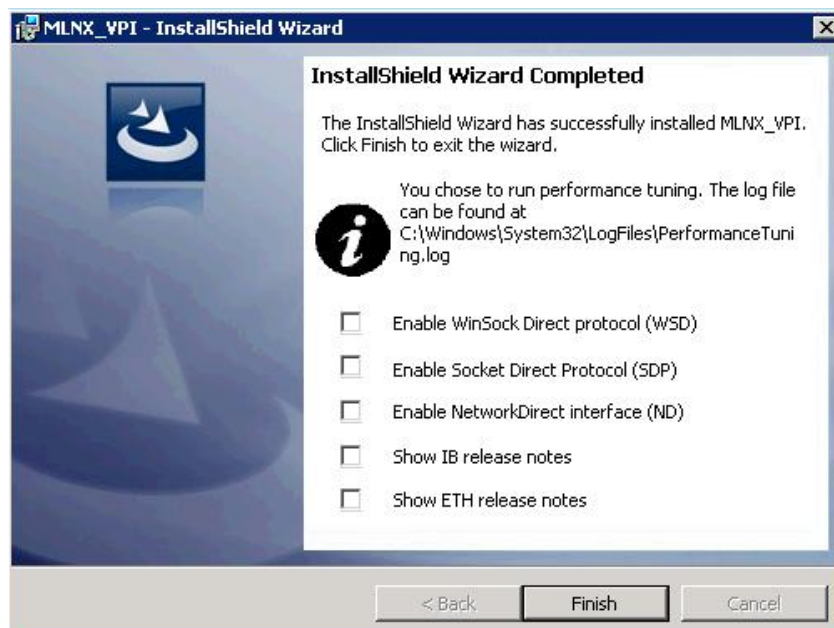 MLNX_VPI - InstallShield Wizard
InstallShield Wizard Completed
The InstallShield Wizard has successfully installed MLNX_VPI.
Click Finish to exit the wizard.
You chose to run performance tuning. The log file
can be found at
C:\Windows\System32\LogFiles\PerformanceTuni
ng.log
Enable WinSock Direct protocol (WSD)
Enable Socket Direct Protocol (SDP)
Enable NetworkDirect interface (ND)
Show IB release notes
Show ETH release notes
< Back Finish Cancel